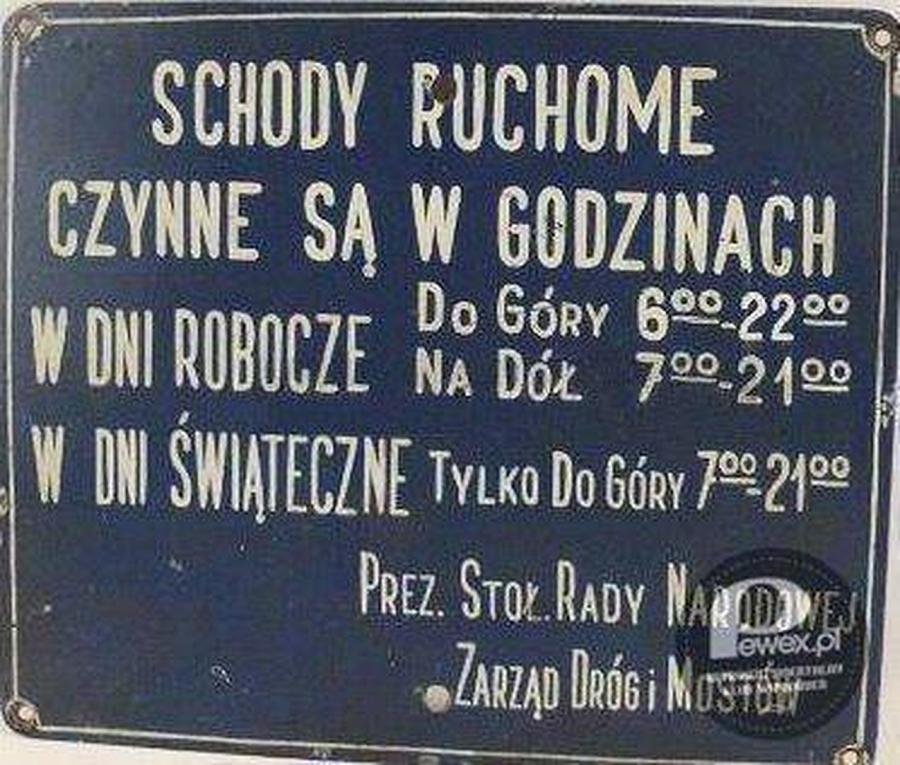 SCHODY RUCHOME
CZYNNE SĄ W GODZINACH
W DNI ROBOCZE DO GÓRY 6⁰⁰-22⁰⁰
NA DÓŁ 7⁰⁰-21⁰⁰
W DNI ŚWIĄTECZNE TYLKO DO GÓRY 7⁰⁰-21⁰⁰
PREZ. STOŁ. RADY NARODOWEJ
ZARZĄD DRÓG i MOSTÓW
Pewex.pl